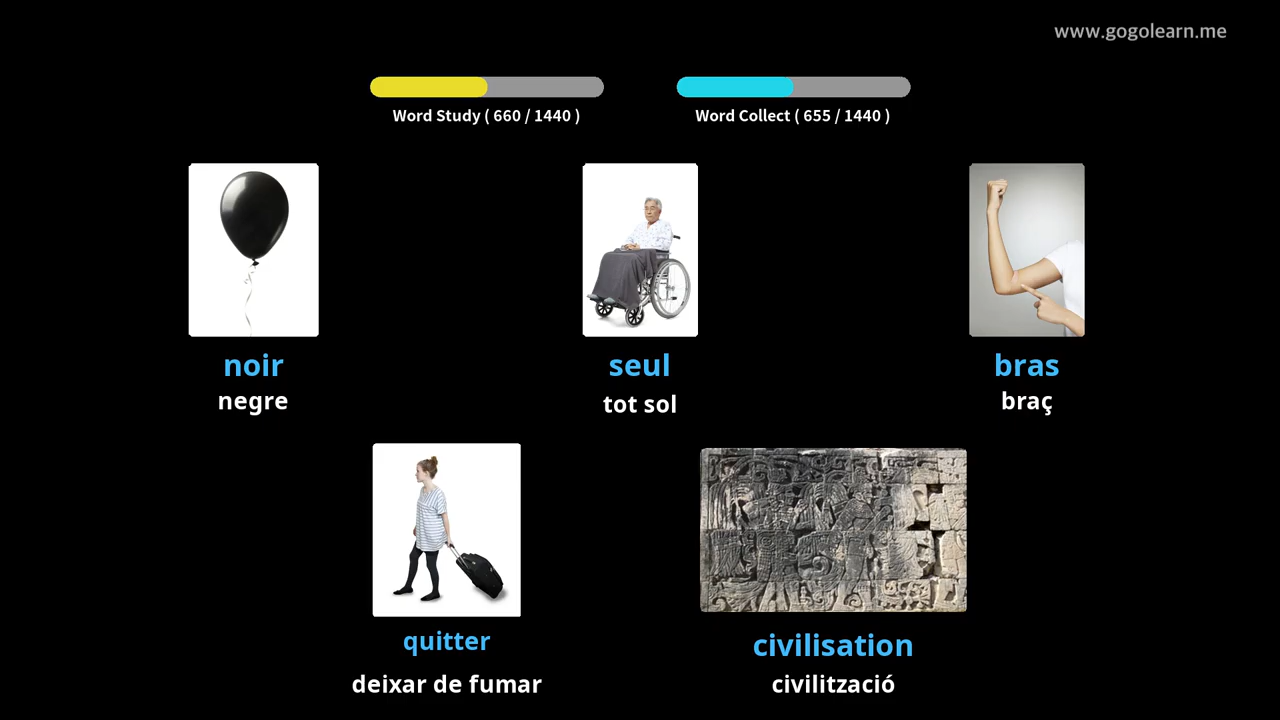 www.gogolearn.me
Word Study ( 660 / 1440 )
Word Collect ( 655 / 1440 )
noir
negre
seul
tot sol
bras
braç
quitter
deixar de fumar
civilisation
civilització